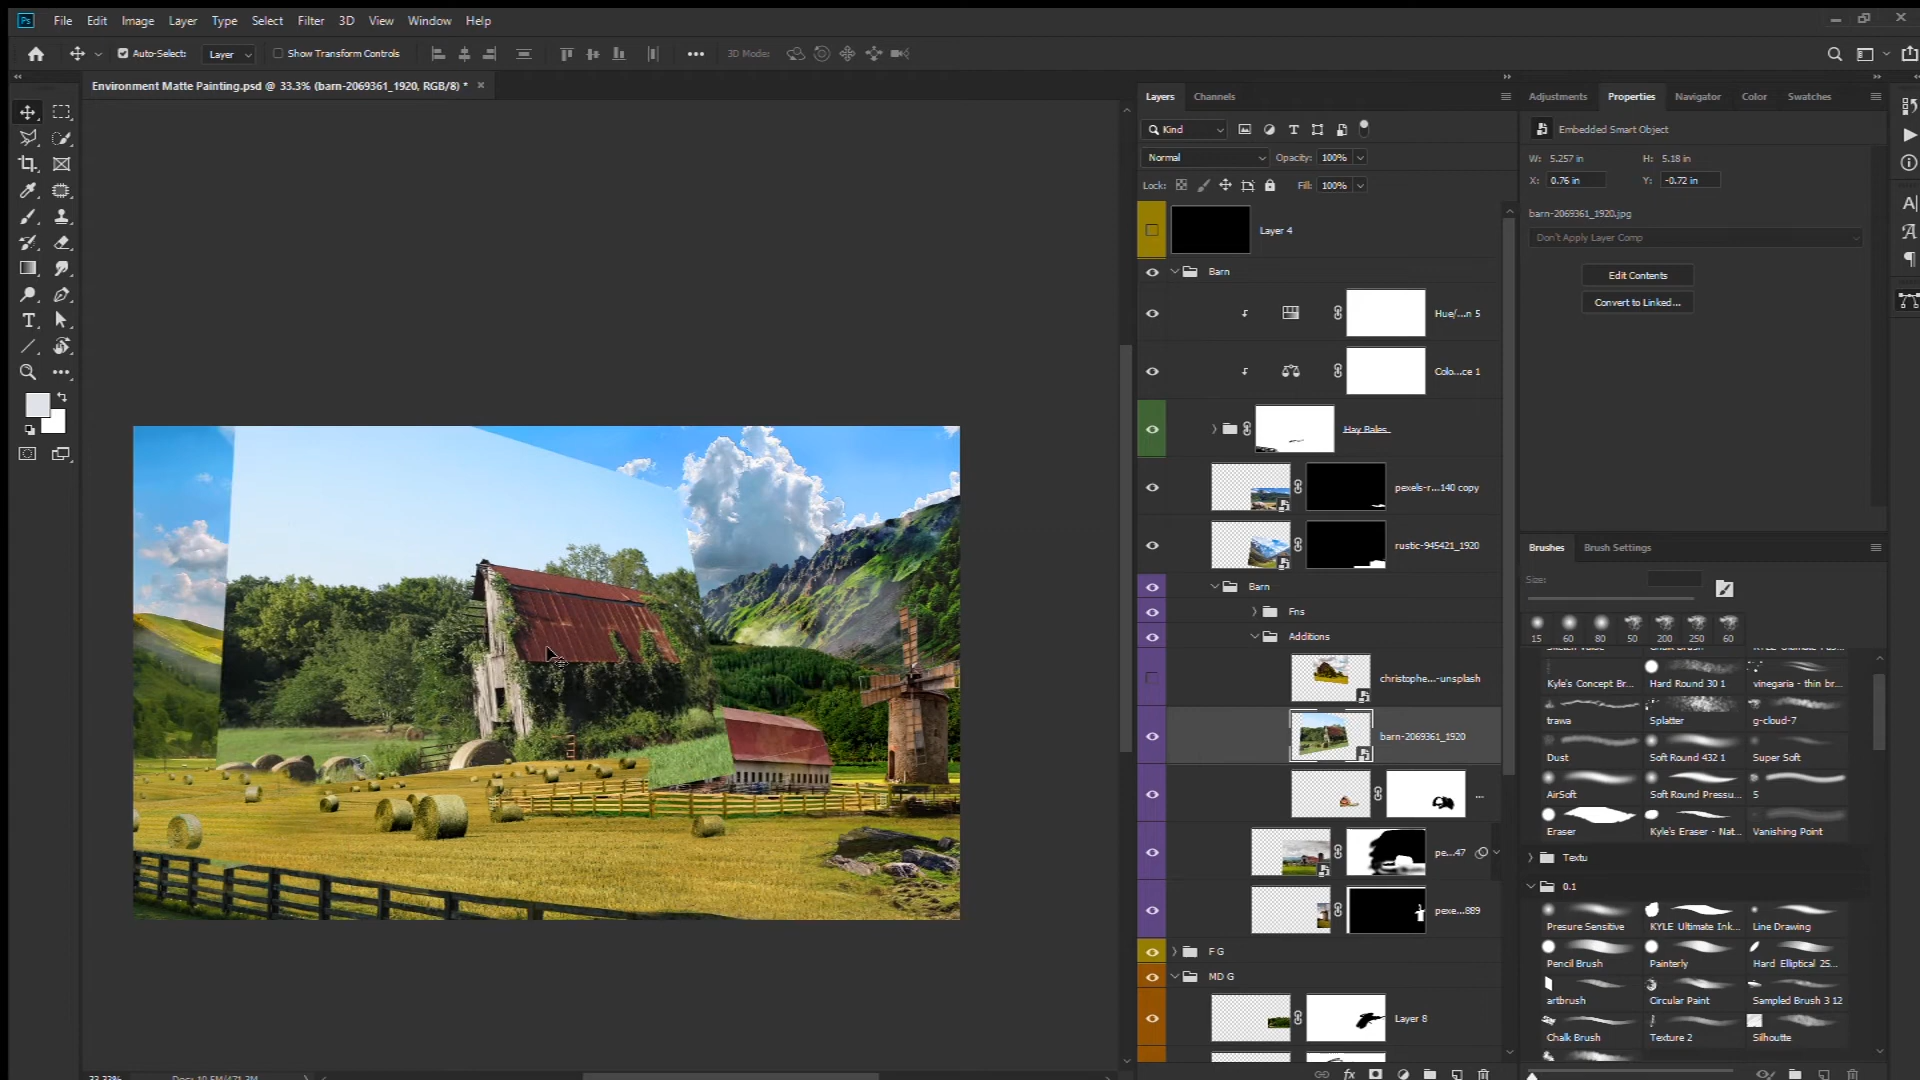 Ps File Edit Image Layer Type Select Filter 3D View Window Help
Auto-Select: Layer Show Transform Controls 3D Mode:
Environment Matte Painting.psd @ 33.3% (barn-2069361_1920, RGB/8) *
Layers Channels
Kind
Normal Opacity: 100%
Lock: Fill: 100%
Layer 4
Barn
Hue/...n 5
Colo...ce 1
Hay Bales
pexels-r...140 copy
rustic-945421_1920
Barn
Fns
Additions
christophe...-unsplash
barn-2069361_1920
...
pe...47
pexe...889
F G
MD G
Layer 8
Adjustments Properties Navigator Color Swatches
Embedded Smart Object
W: 5.257 in H: 5.18 in
X: 0.76 in Y: -0.72 in
barn-2069361_1920.jpg
Don't Apply Layer Comp
Edit Contents
Convert to Linked...
Brushes Brush Settings
Size:
15 60 80 50 200 250 60
Kyle's Concept Br... Hard Round 30 1 vinegaria - thin br...
trawa Splatter g-cloud-7
Dust Soft Round 432 1 Super Soft
AirSoft Soft Round Pressu... 5
Eraser Kyle's Eraser - Nat... Vanishing Point
Textu
0.1
Presure Sensitive KYLE Ultimate Ink... Line Drawing
Pencil Brush Painterly Hard Elliptical 25...
artbrush Circular Paint Sampled Brush 3 12
Chalk Brush Texture 2 Silhoutte
33.33% Doc: 10.5M/471.3M